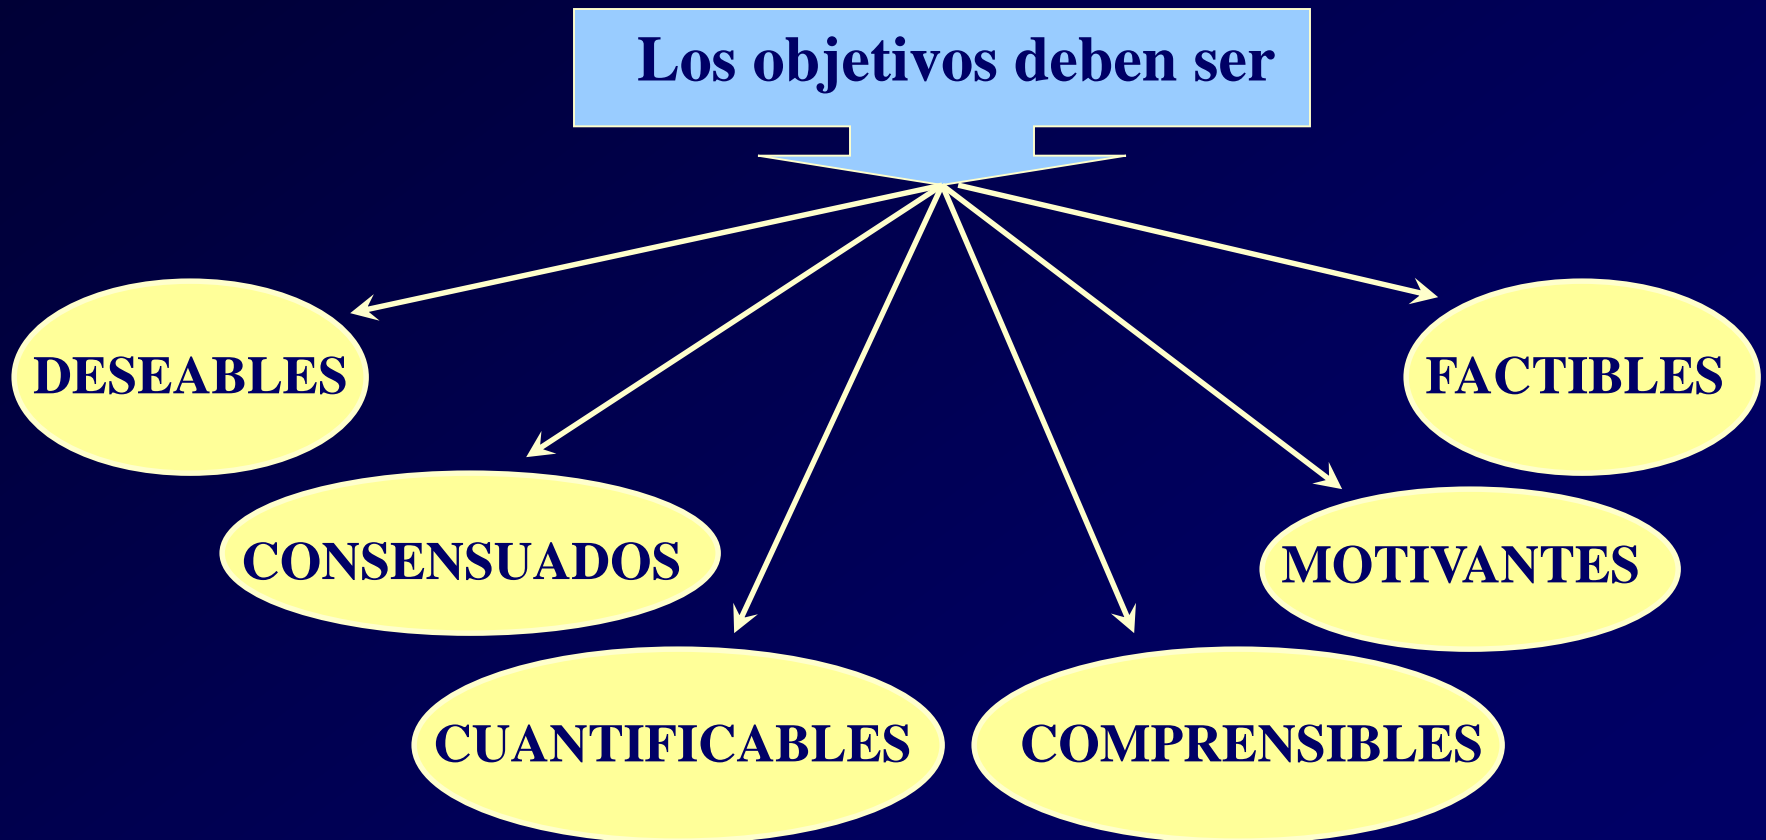 Los objetivos deben ser
DESEABLES
FACTIBLES
CONSENSUADOS
MOTIVANTES
CUANTIFICABLES
COMPRENSIBLES